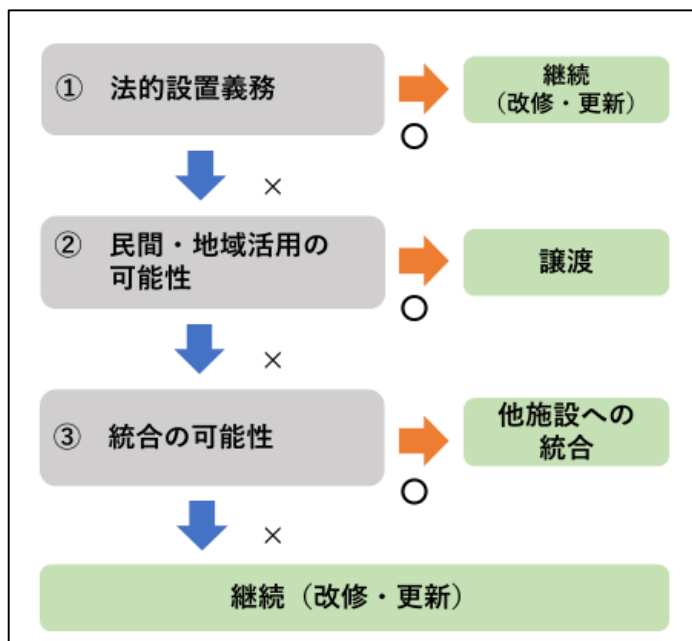 ① 法的設置義務
継続
（改修・更新）
○
×
② 民間・地域活用の
可能性
譲渡
○
×
③ 統合の可能性
他施設への
統合
○
×
継続（改修・更新）